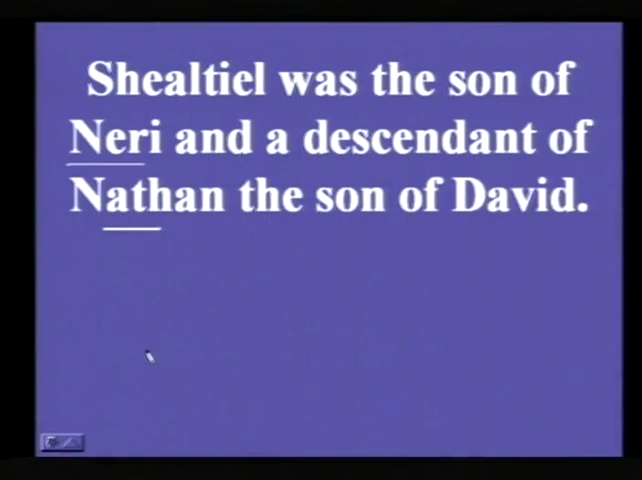 Shealtiel was the son of
Neri and a descendant of
Nathan the son of David.